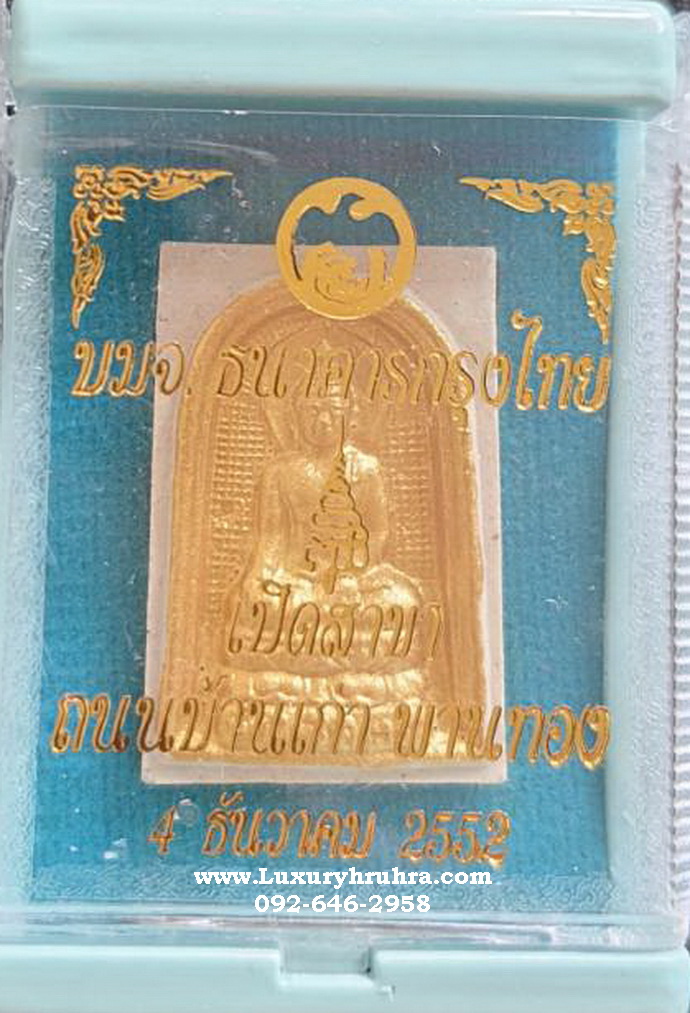 บมจ. ธนาคารกรุงไทย
เปิดสาขา
ถนนบ้านเก่า พานทอง
4 ธันวาคม 2552
www.Luxuryhruhra.com
092-646-2958